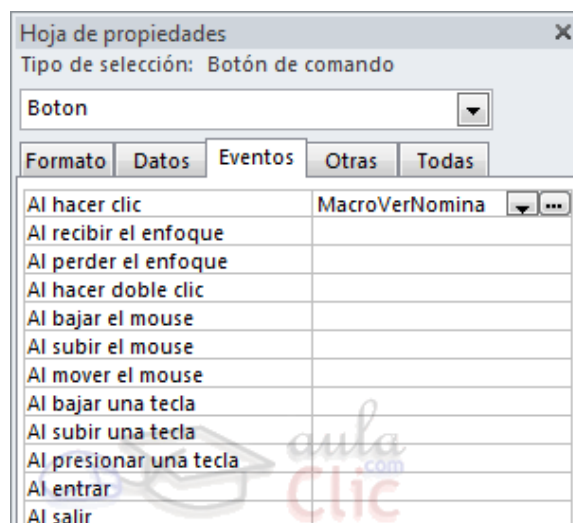 Hoja de propiedades
Tipo de selección: Botón de comando
Boton
Formato Datos Eventos Otras Todas
Al hacer clic MacroVerNomina
Al recibir el enfoque
Al perder el enfoque
Al hacer doble clic
Al bajar el mouse
Al subir el mouse
Al mover el mouse
Al bajar una tecla
Al subir una tecla
Al presionar una tecla
Al entrar
Al salir
aula
.com
Clic